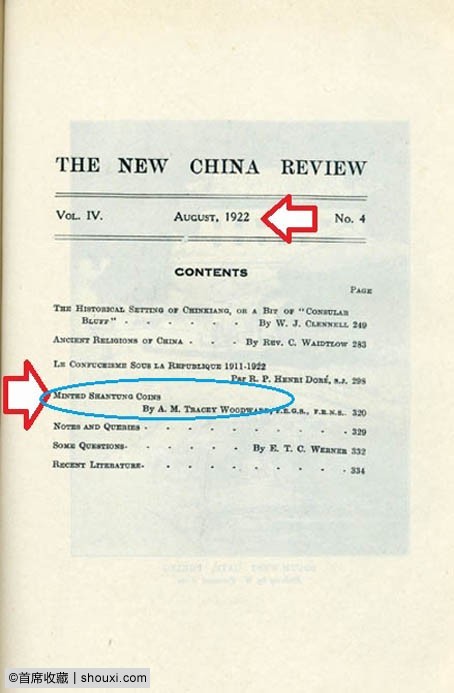 THE NEW CHINA REVIEW
VOL. IV. AUGUST, 1922 No. 4
CONTENTS
PAGE
THE HISTORICAL SETTING OF CHINKIANG, OR A BIT OF "CONSULAR
BLUFF" - - - - - - By W. J. CLENNELL 249
ANCIENT RELIGIONS OF CHINA - - By REV. C. WAIDTLOW 283
LE CONFUCIISME SOUS LA REPUBLIQUE 1911-1922
PAR R. P. HENRI DORÉ, S.J. 298
MINTED SHANTUNG COINS
BY A. M. TRACEY WOODWARD, F.E.G.S., F.R.N.S. 320
NOTES AND QUERIES - - - - - - - 329
SOME QUESTIONS- - - - - By E. T. C. WERNER 332
RECENT LITERATURE- - - - - - - 334
©首席收藏 | shouxi.com